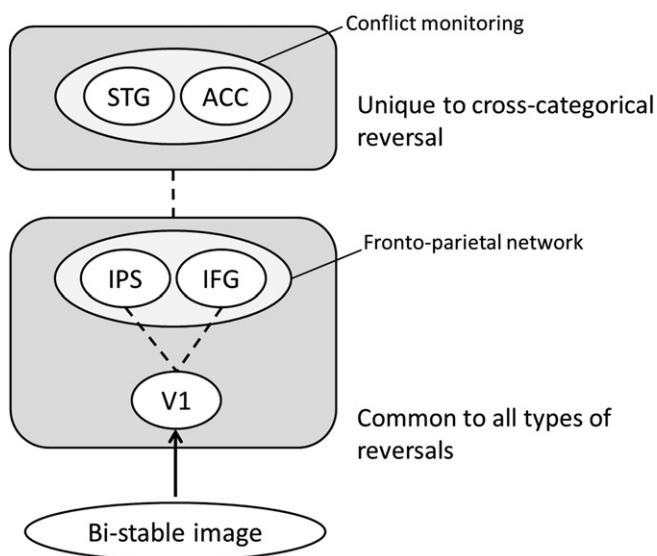 Conflict monitoring
STG
ACC
Unique to cross-categorical
reversal
Fronto-parietal network
IPS
IFG
V1
Common to all types of
reversals
Bi-stable image